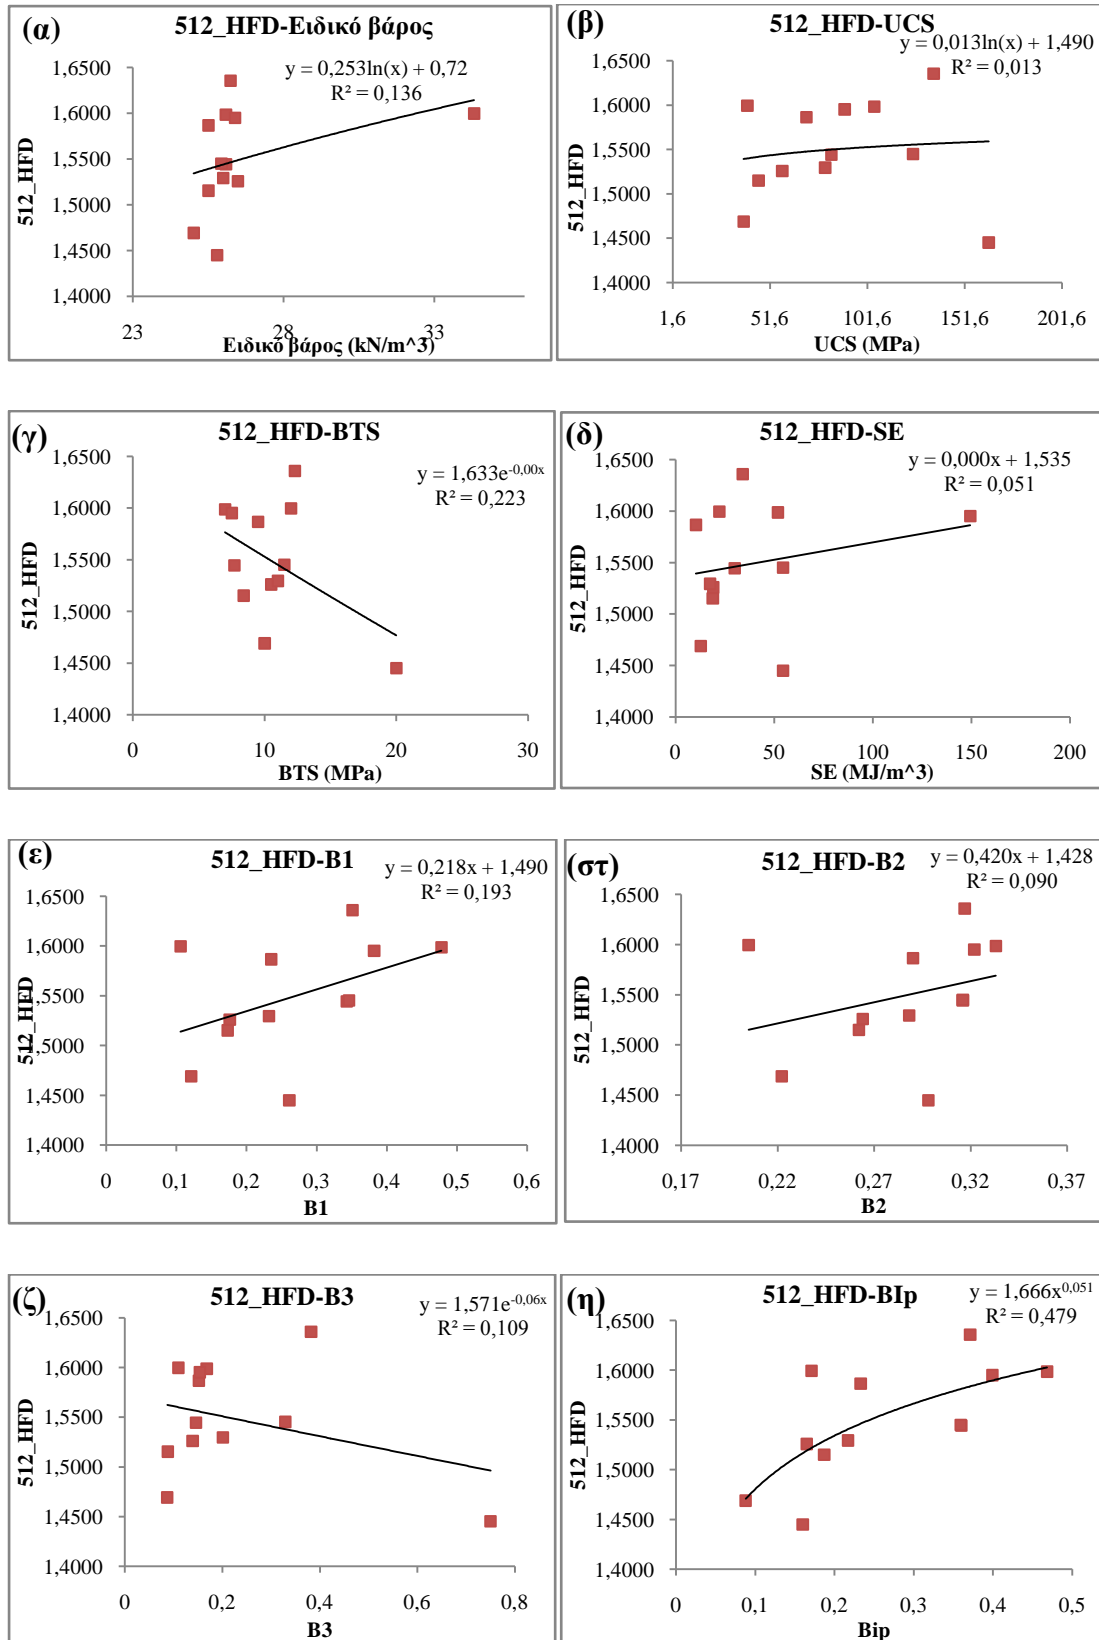 (α)
512_HFD-Ειδικό βάρος
y = 0,253ln(x) + 0,72
R² = 0,136
1,6500
1,6000
1,5500
1,5000
1,4500
1,4000
512_HFD
23
28
33
Ειδικό βάρος (kN/m^3)
(β)
512_HFD-UCS
y = 0,013ln(x) + 1,490
R² = 0,013
1,6500
1,6000
1,5500
1,5000
1,4500
1,4000
512_HFD
1,6
51,6
101,6
151,6
201,6
UCS (MPa)
(γ)
512_HFD-BTS
y = 1,633e^-0,00x
R² = 0,223
1,6500
1,6000
1,5500
1,5000
1,4500
1,4000
512_HFD
0
10
20
30
BTS (MPa)
(δ)
512_HFD-SE
y = 0,000x + 1,535
R² = 0,051
1,6500
1,6000
1,5500
1,5000
1,4500
1,4000
512_HFD
0
50
100
150
200
SE (MJ/m^3)
(ε)
512_HFD-B1
y = 0,218x + 1,490
R² = 0,193
1,6500
1,6000
1,5500
1,5000
1,4500
1,4000
512_HFD
0
0,1
0,2
0,3
0,4
0,5
0,6
B1
(στ)
512_HFD-B2
y = 0,420x + 1,428
R² = 0,090
1,6500
1,6000
1,5500
1,5000
1,4500
1,4000
512_HFD
0,17
0,22
0,27
0,32
0,37
B2
(ζ)
512_HFD-B3
y = 1,571e^-0,06x
R² = 0,109
1,6500
1,6000
1,5500
1,5000
1,4500
1,4000
512_HFD
0
0,2
0,4
0,6
0,8
B3
(η)
512_HFD-BIp
y = 1,666x^0,051
R² = 0,479
1,6500
1,6000
1,5500
1,5000
1,4500
1,4000
512_HFD
0
0,1
0,2
0,3
0,4
0,5
Bip